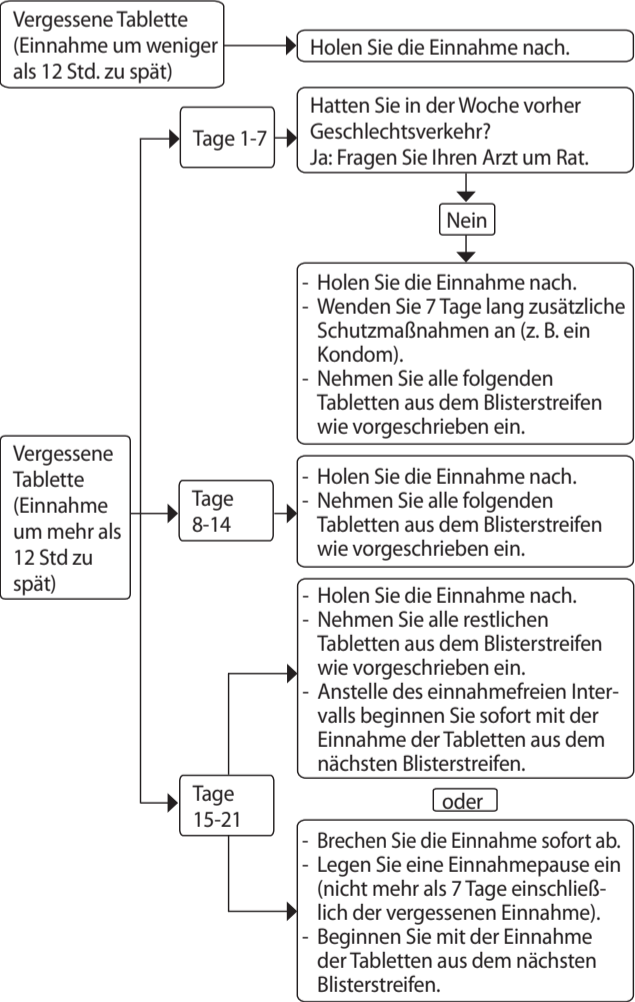 Vergessene Tablette
(Einnahme um weniger
als 12 Std. zu spät)
Holen Sie die Einnahme nach.
Tage 1-7
Hatten Sie in der Woche vorher
Geschlechtsverkehr?
Ja: Fragen Sie Ihren Arzt um Rat.
Nein
- Holen Sie die Einnahme nach.
- Wenden Sie 7 Tage lang zusätzliche
Schutzmaßnahmen an (z. B. ein
Kondom).
- Nehmen Sie alle folgenden
Tabletten aus dem Blisterstreifen
wie vorgeschrieben ein.
Vergessene
Tablette
(Einnahme
um mehr als
12 Std zu
spät)
Tage
8-14
- Holen Sie die Einnahme nach.
- Nehmen Sie alle folgenden
Tabletten aus dem Blisterstreifen
wie vorgeschrieben ein.
Tage
15-21
- Holen Sie die Einnahme nach.
- Nehmen Sie alle restlichen
Tabletten aus dem Blisterstreifen
wie vorgeschrieben ein.
- Anstelle des einnahmefreien Inter-
valls beginnen Sie sofort mit der
Einnahme der Tabletten aus dem
nächsten Blisterstreifen.
oder
- Brechen Sie die Einnahme sofort ab.
- Legen Sie eine Einnahmepause ein
(nicht mehr als 7 Tage einschließ-
lich der vergessenen Einnahme).
- Beginnen Sie mit der Einnahme
der Tabletten aus dem nächsten
Blisterstreifen.